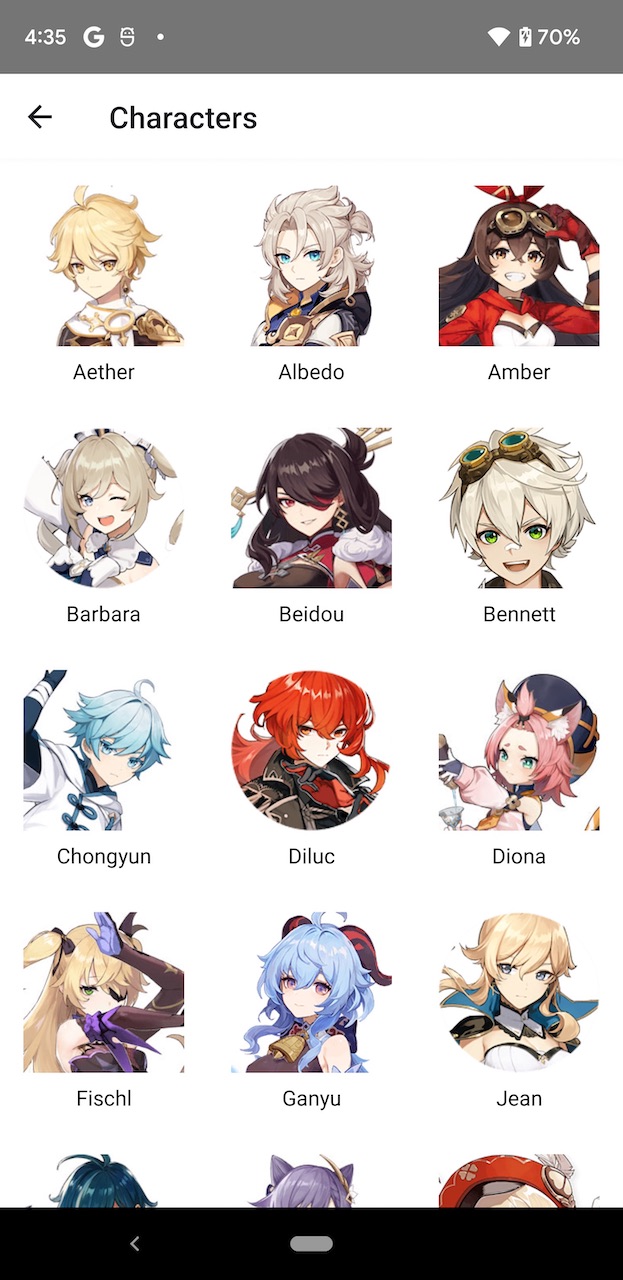 4:35
70%
Characters
Aether
Albedo
Amber
Barbara
Beidou
Bennett
Chongyun
Diluc
Diona
Fischl
Ganyu
Jean